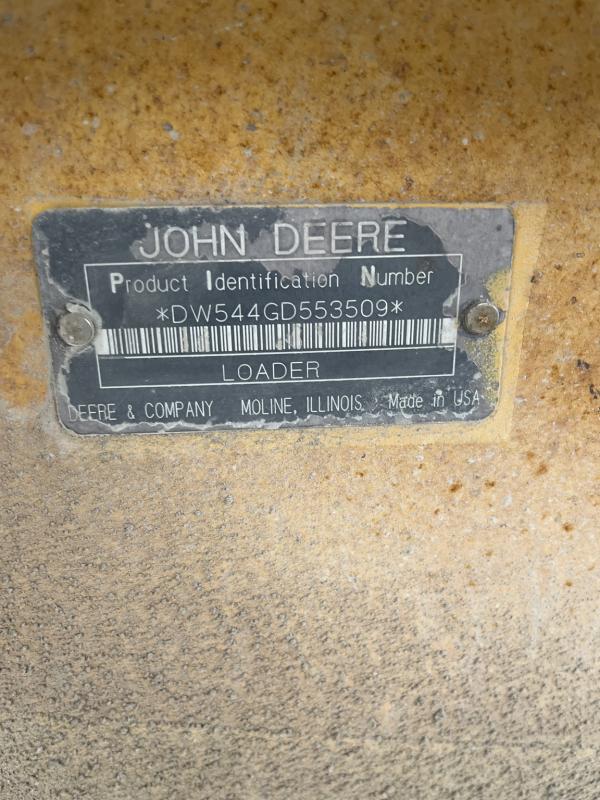 JOHN DEERE
Product Identification Number
*DW544GD553509*
LOADER
DEERE & COMPANY MOLINE, ILLINOIS Made in USA